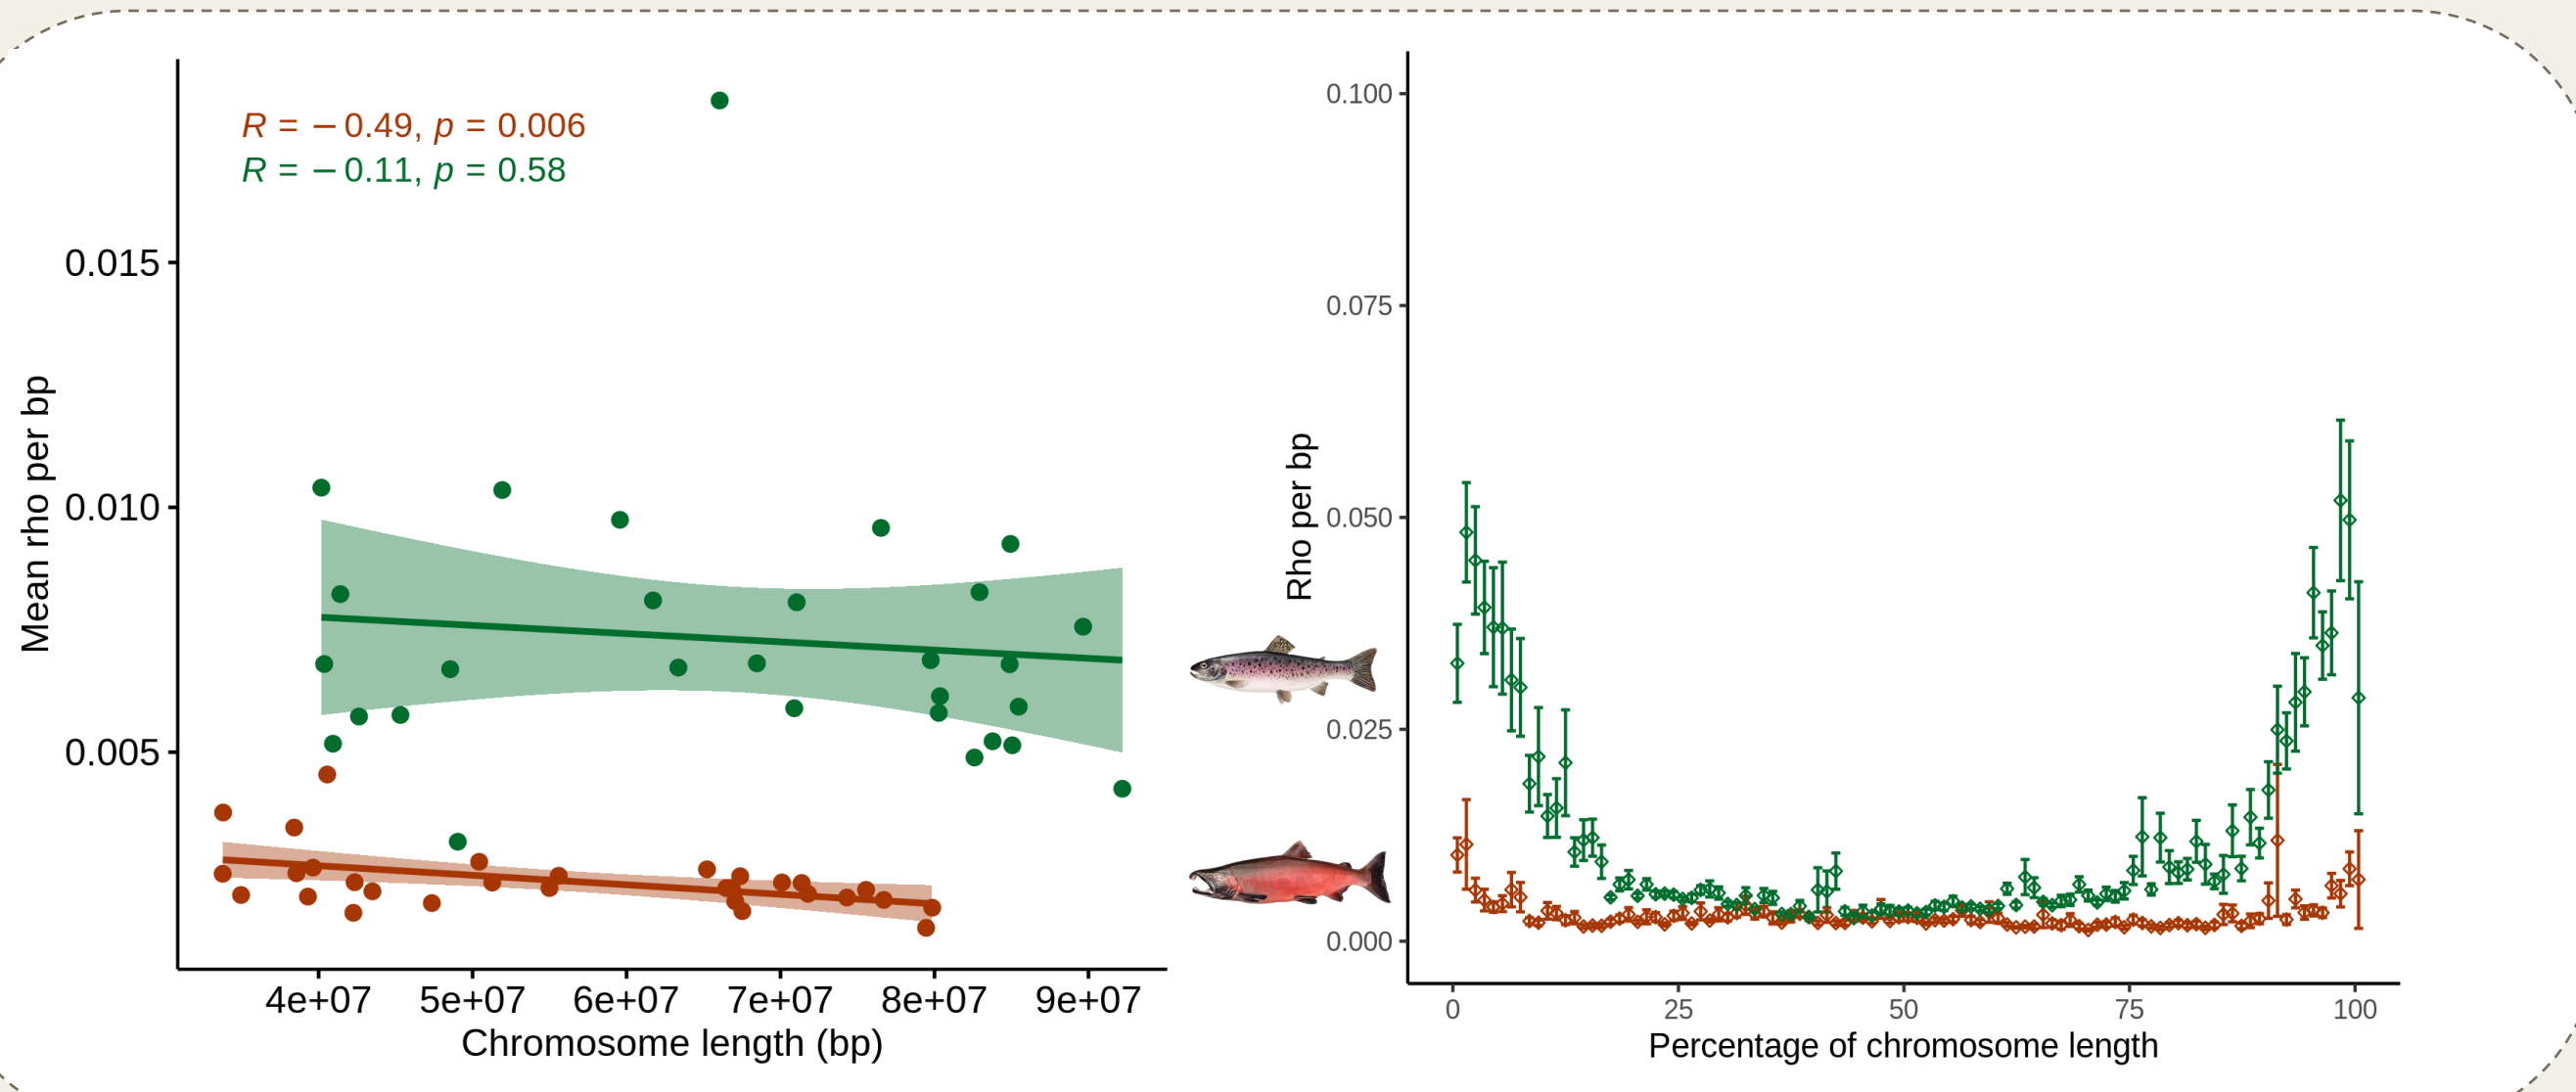 R = −0.49, p = 0.006
R = −0.11, p = 0.58
Mean rho per bp
0.015
0.010
0.005
4e+07 5e+07 6e+07 7e+07 8e+07 9e+07
Chromosome length (bp)
Rho per bp
0.100
0.075
0.050
0.025
0.000
0 25 50 75 100
Percentage of chromosome length